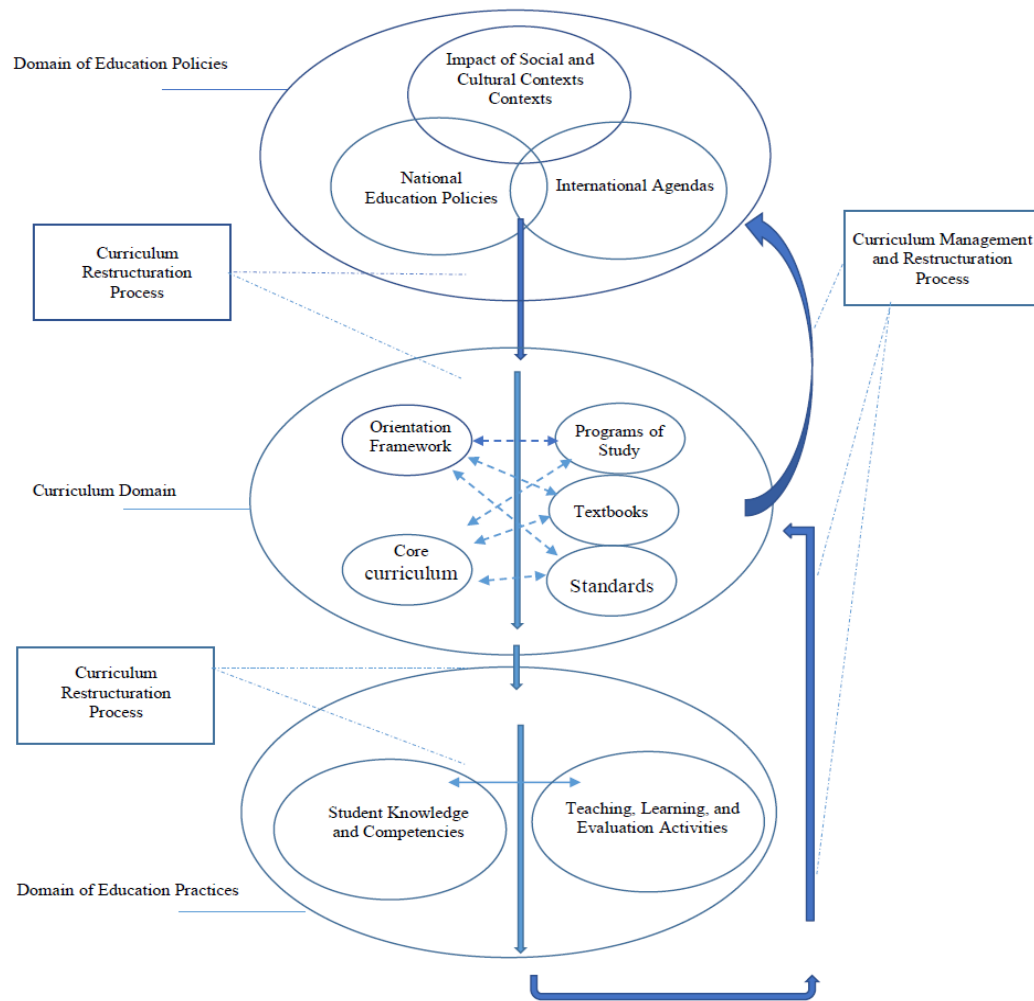 Domain of Education Policies
Impact of Social and
Cultural Contexts
Contexts
National
Education Policies
International Agendas
Curriculum
Restructuration
Process
Curriculum Management
and Restructuration
Process
Orientation
Framework
Programs of
Study
Curriculum Domain
Textbooks
Core
curriculum
Standards
Curriculum
Restructuration
Process
Student Knowledge
and Competencies
Teaching, Learning, and
Evaluation Activities
Domain of Education Practices